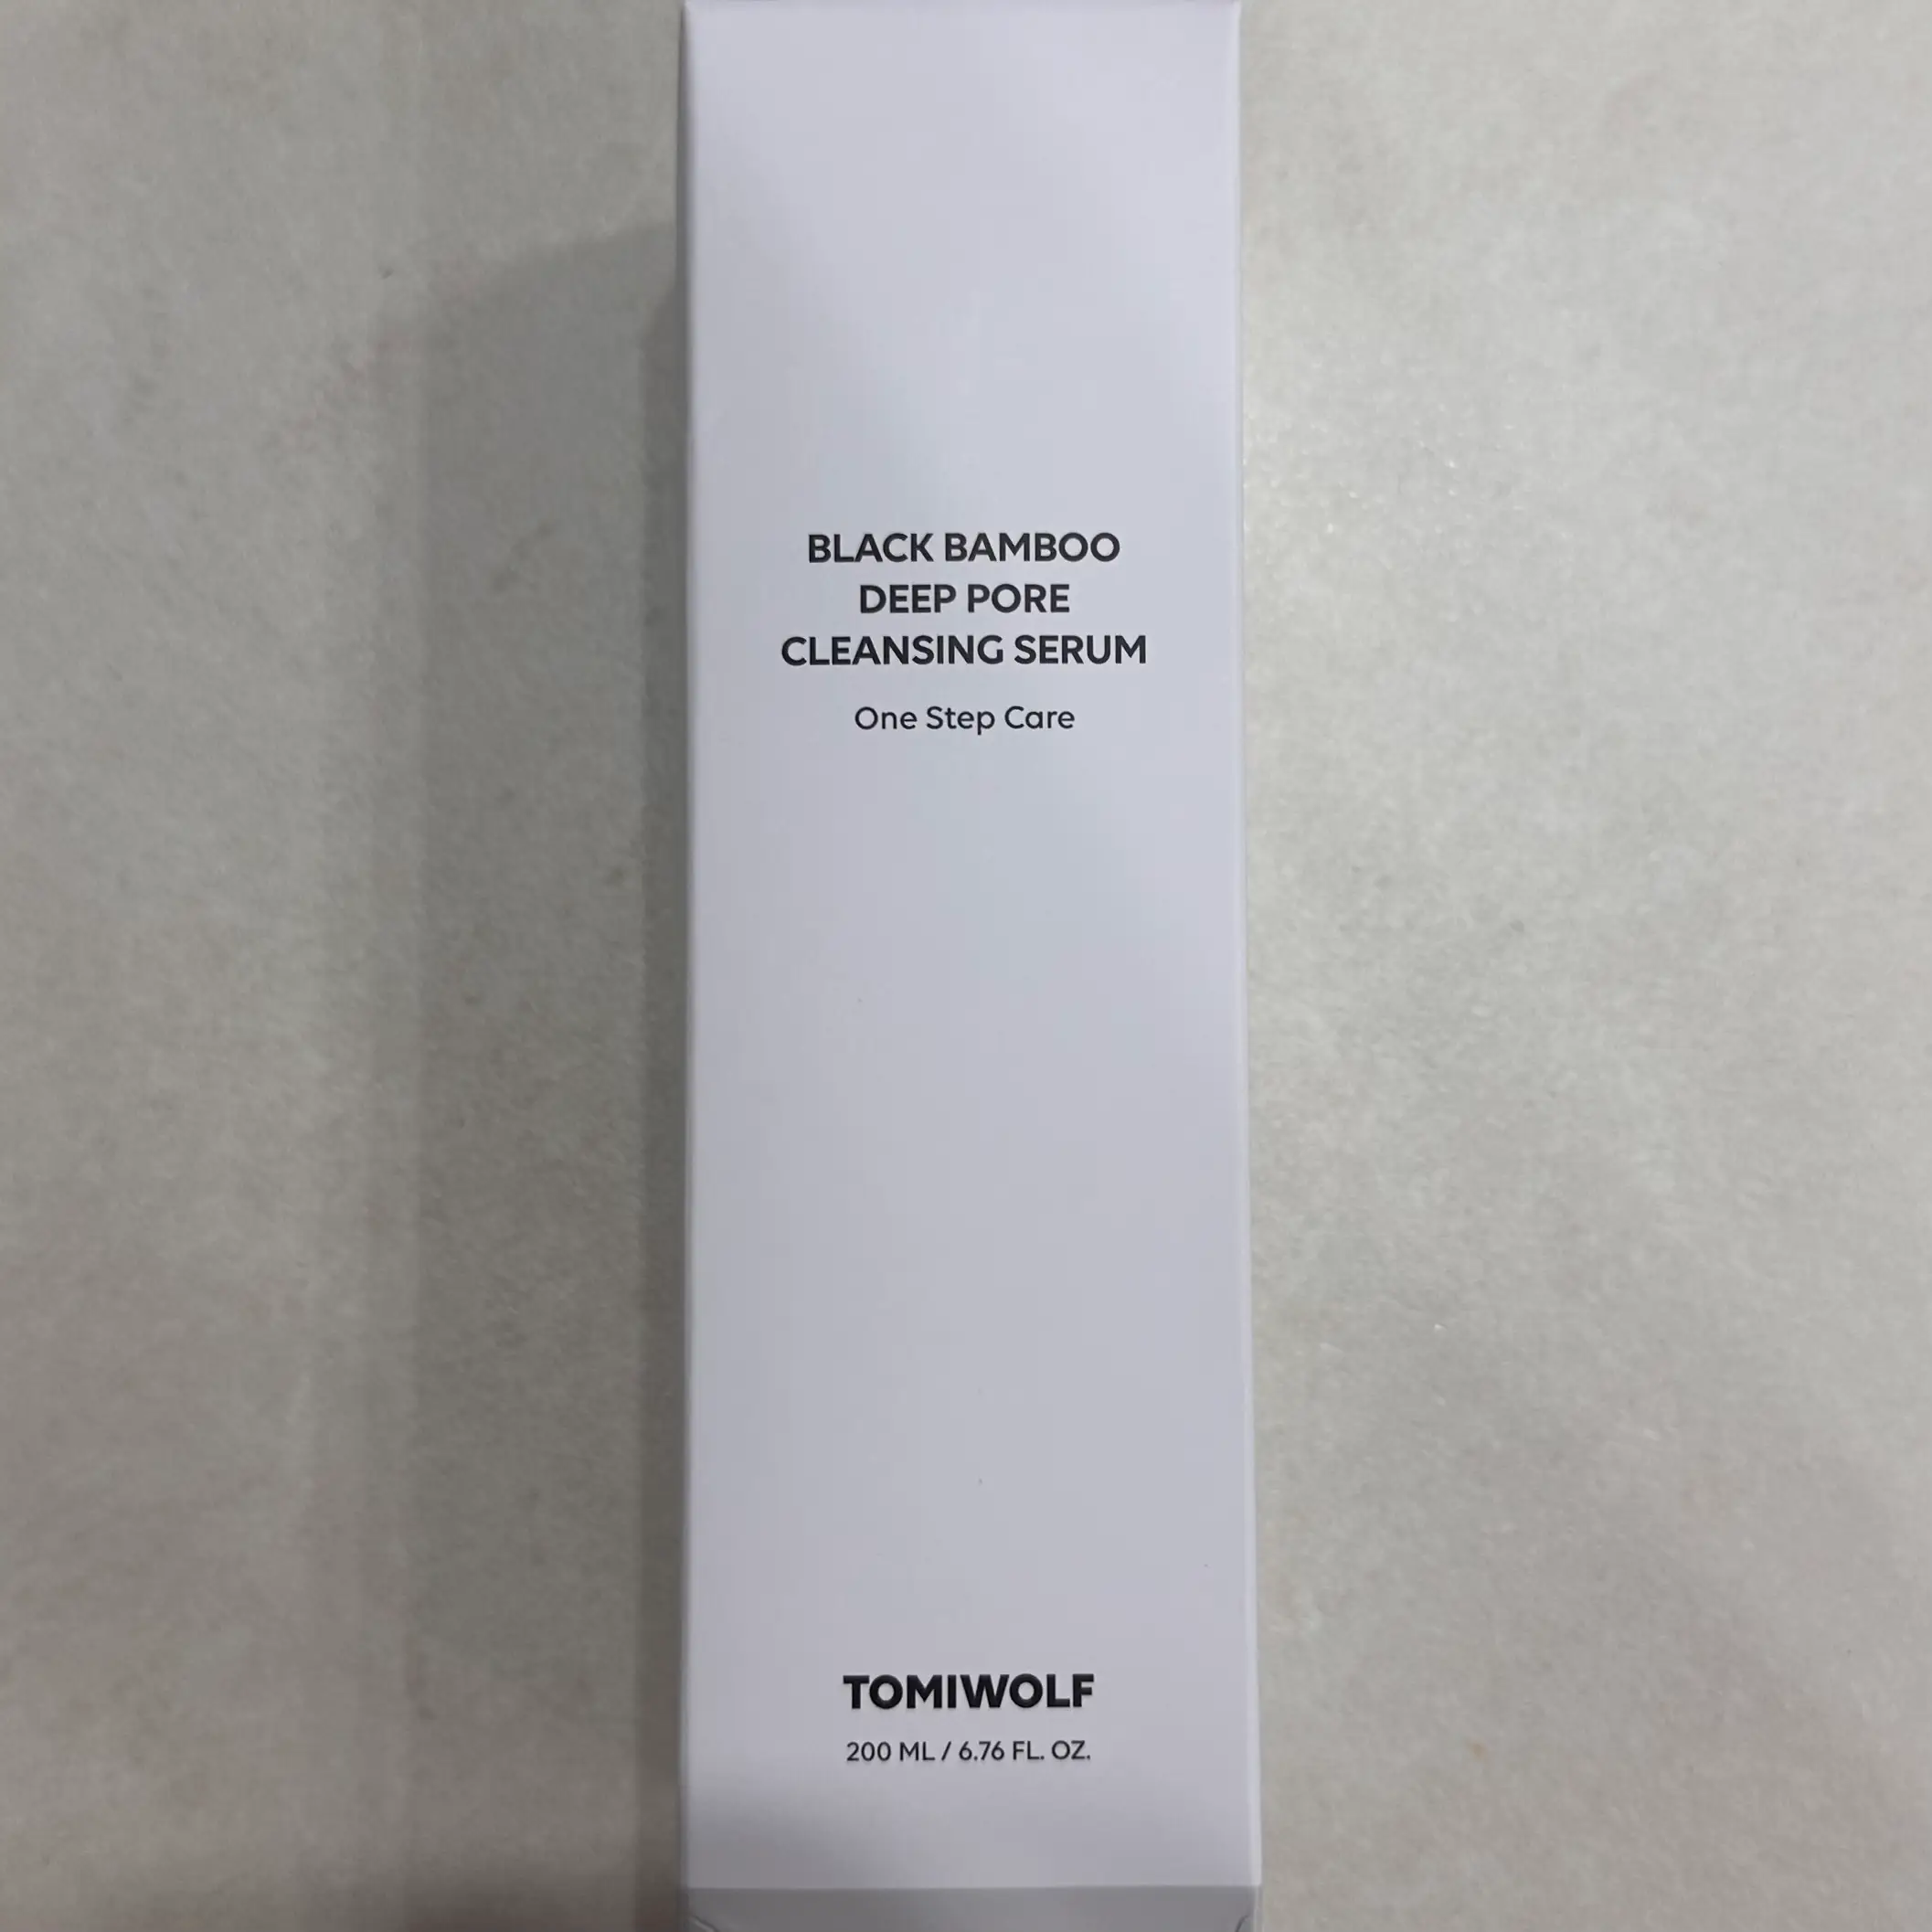 BLACK BAMBOO
DEEP PORE
CLEANSING SERUM
One Step Care
TOMIWOLF
200 ML / 6.76 FL. OZ.